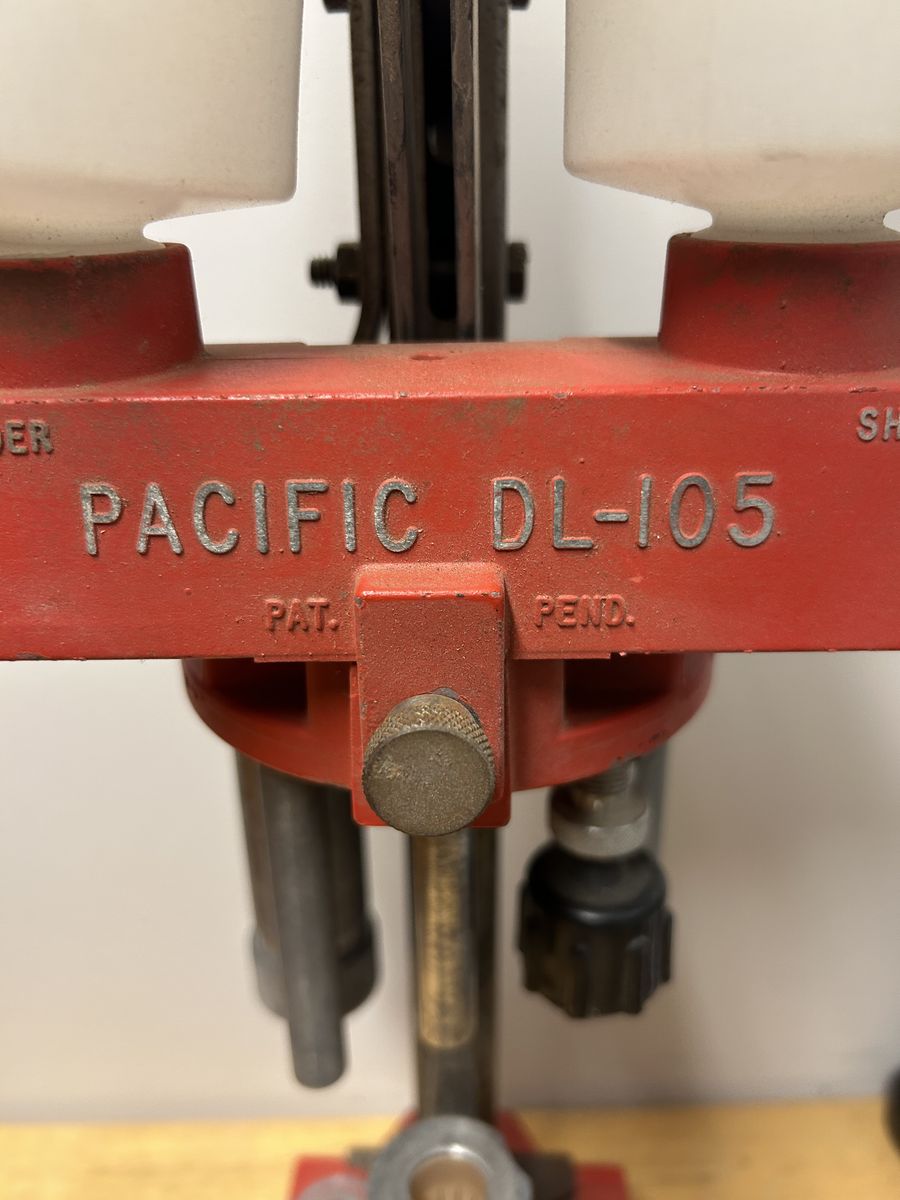 PACIFIC DL-105
PAT. PEND.